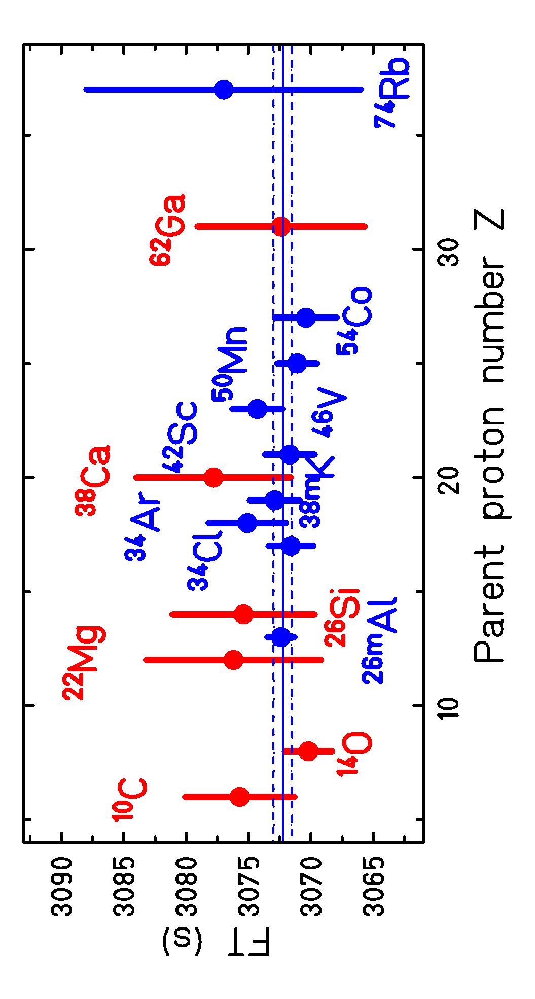 FT (s)
3090
3085
3080
3075
3070
3065
¹⁰C
¹⁴O
²²Mg
²⁶ᵐAl
²⁶Si
³⁴Cl
³⁴Ar
³⁸ᵐK
³⁸Ca
⁴²Sc
⁴⁶V
⁵⁰Mn
⁵⁴Co
⁶²Ga
⁷⁴Rb
10
20
30
Parent proton number Z